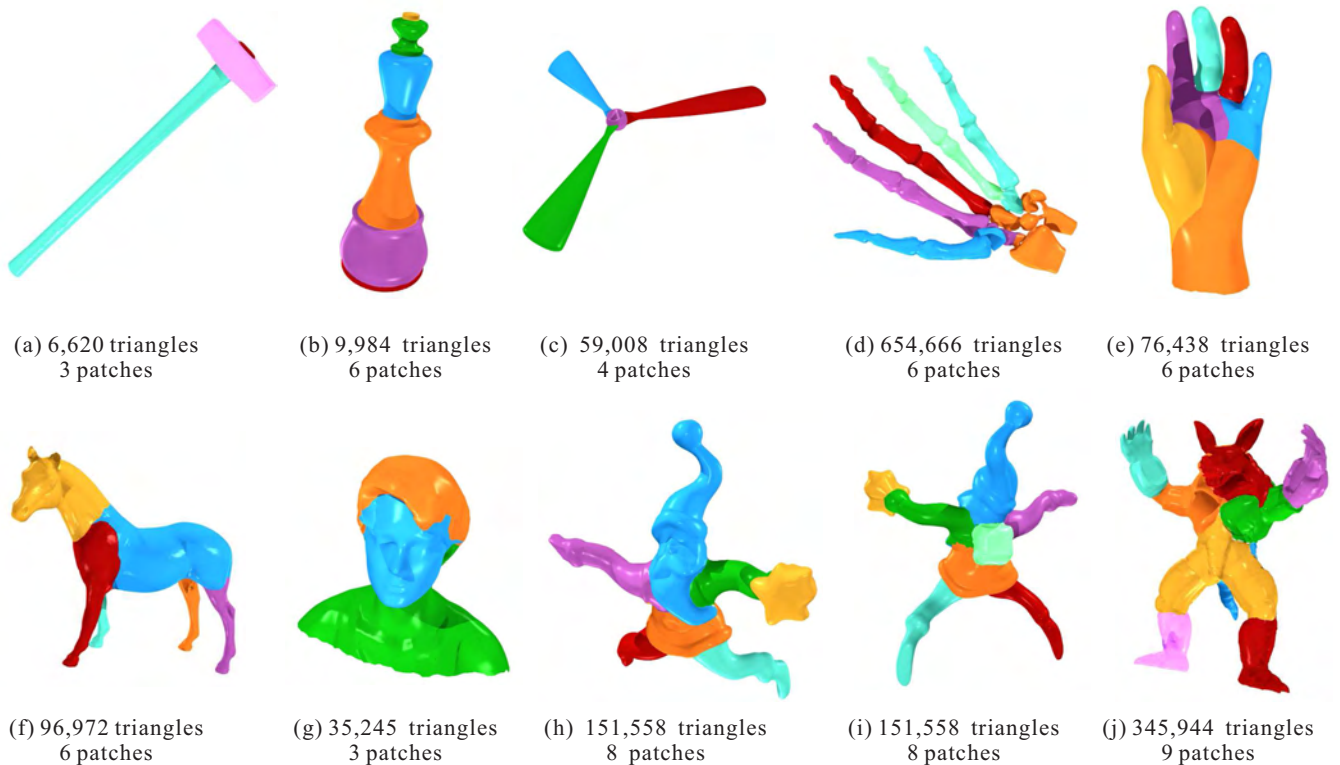 (a) 6,620 triangles
3 patches
(b) 9,984 triangles
6 patches
(c) 59,008 triangles
4 patches
(d) 654,666 triangles
6 patches
(e) 76,438 triangles
6 patches
(f) 96,972 triangles
6 patches
(g) 35,245 triangles
3 patches
(h) 151,558 triangles
8 patches
(i) 151,558 triangles
8 patches
(j) 345,944 triangles
9 patches